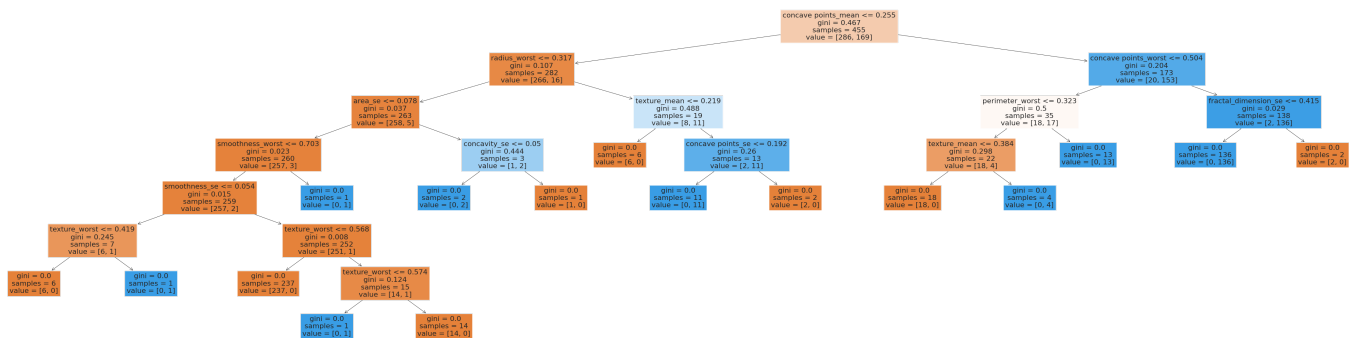 concave points_mean <= 0.255
gini = 0.467
samples = 455
value = [286, 169]
radius_worst <= 0.317
gini = 0.107
samples = 282
value = [266, 16]
concave points_worst <= 0.504
gini = 0.204
samples = 173
value = [20, 153]
area_se <= 0.078
gini = 0.037
samples = 263
value = [258, 5]
texture_mean <= 0.219
gini = 0.488
samples = 19
value = [8, 11]
perimeter_worst <= 0.323
gini = 0.5
samples = 35
value = [18, 17]
fractal_dimension_se <= 0.415
gini = 0.029
samples = 138
value = [2, 136]
smoothness_worst <= 0.703
gini = 0.023
samples = 260
value = [257, 3]
concavity_se <= 0.05
gini = 0.444
samples = 3
value = [1, 2]
gini = 0.0
samples = 6
value = [6, 0]
concave points_se <= 0.192
gini = 0.26
samples = 13
value = [2, 11]
texture_mean <= 0.384
gini = 0.298
samples = 22
value = [18, 4]
gini = 0.0
samples = 13
value = [0, 13]
gini = 0.0
samples = 136
value = [0, 136]
gini = 0.0
samples = 2
value = [2, 0]
smoothness_se <= 0.054
gini = 0.015
samples = 259
value = [257, 2]
gini = 0.0
samples = 1
value = [0, 1]
gini = 0.0
samples = 2
value = [0, 2]
gini = 0.0
samples = 1
value = [1, 0]
gini = 0.0
samples = 11
value = [0, 11]
gini = 0.0
samples = 2
value = [2, 0]
gini = 0.0
samples = 18
value = [18, 0]
gini = 0.0
samples = 4
value = [0, 4]
texture_worst <= 0.419
gini = 0.245
samples = 7
value = [6, 1]
texture_worst <= 0.568
gini = 0.008
samples = 252
value = [251, 1]
gini = 0.0
samples = 6
value = [6, 0]
gini = 0.0
samples = 1
value = [0, 1]
gini = 0.0
samples = 237
value = [237, 0]
texture_worst <= 0.574
gini = 0.124
samples = 15
value = [14, 1]
gini = 0.0
samples = 1
value = [0, 1]
gini = 0.0
samples = 14
value = [14, 0]